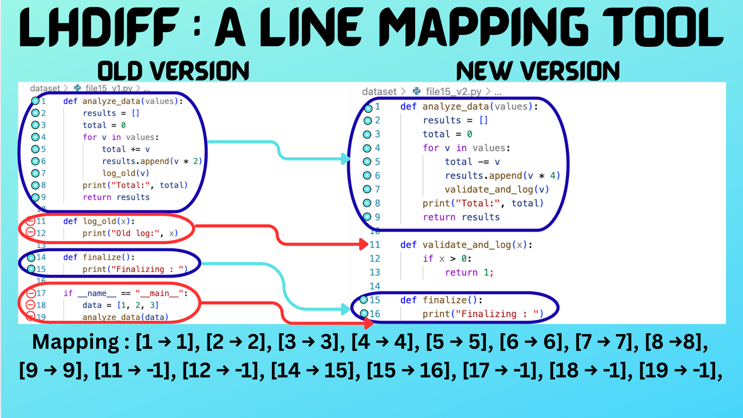 LHDIFF : A LINE MAPPING TOOL
OLD VERSION
dataset > file15_v1.py > ...
1 def analyze_data(values):
2 results = []
3 total = 0
4 for v in values:
5 total += v
6 results.append(v * 2)
7 log_old(v)
8 print("Total:", total)
9 return results
10
11 def log_old(x):
12 print("Old log:", x)
13
14 def finalize():
15 print("Finalizing : ")
16
17 if __name__ == "__main__":
18 data = [1, 2, 3]
19 analyze_data(data)
NEW VERSION
dataset > file15_v2.py > ...
1 def analyze_data(values):
2 results = []
3 total = 0
4 for v in values:
5 total -= v
6 results.append(v * 4)
7 validate_and_log(v)
8 print("Total:", total)
9 return results
10
11 def validate_and_log(x):
12 if x > 0:
13 return 1;
14
15 def finalize():
16 print("Finalizing : ")
Mapping : [1 → 1], [2 → 2], [3 → 3], [4 → 4], [5 → 5], [6 → 6], [7 → 7], [8 →8],
[9 → 9], [11 → -1], [12 → -1], [14 → 15], [15 → 16], [17 → -1], [18 → -1], [19 → -1],